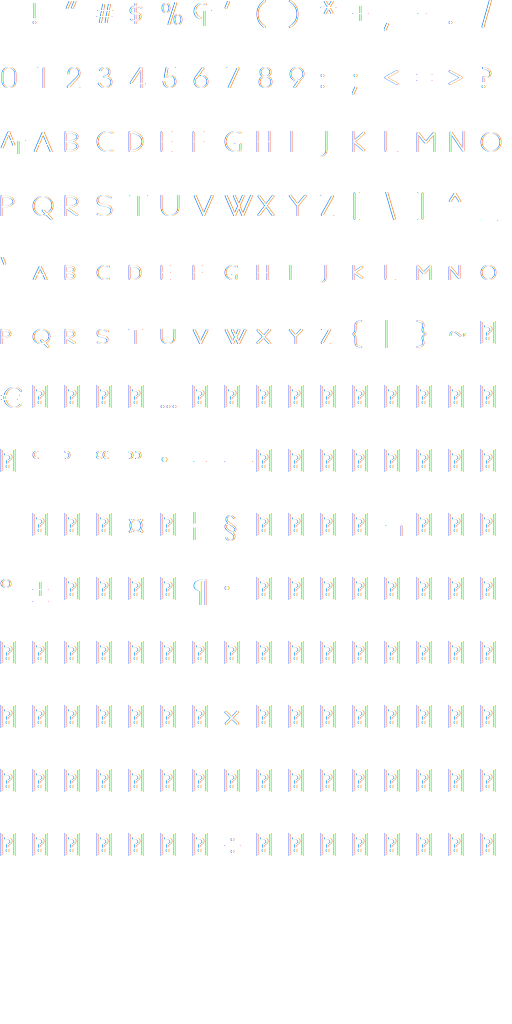 ! " # $ % & ' ( ) * + , - . /
0 1 2 3 4 5 6 7 8 9 : ; < = > ?
@ A B C D E F G H I J K L M N O
P Q R S T U V W X Y Z [ \ ] ^ _
` A B C D E F G H I J K L M N O
P Q R S T U V W X Y Z { | } ~
€ …
‘ ’ “ ” • – —
¤ ¦ § ¬
° ± ¶ ·
×
÷